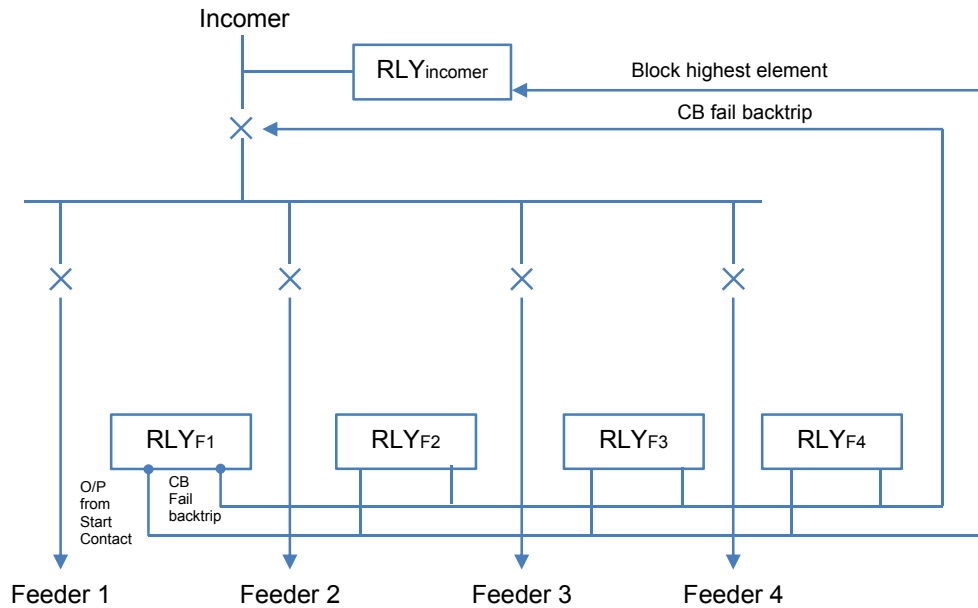 Incomer
RLYincomer
Block highest element
CB fail backtrip
RLYF1
RLYF2
RLYF3
RLYF4
O/P
from
Start
Contact
CB
Fail
backtrip
Feeder 1
Feeder 2
Feeder 3
Feeder 4